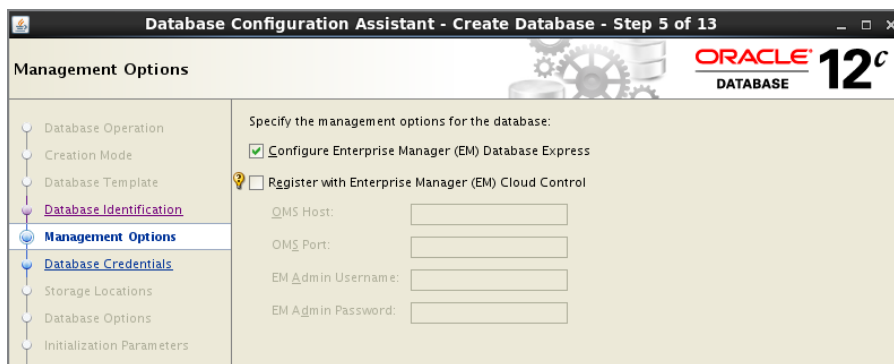 Database Configuration Assistant - Create Database - Step 5 of 13
Management Options
ORACLE
DATABASE
12c
Database Operation
Creation Mode
Database Template
Database Identification
Management Options
Database Credentials
Storage Locations
Database Options
Initialization Parameters
Specify the management options for the database:
Configure Enterprise Manager (EM) Database Express
Register with Enterprise Manager (EM) Cloud Control
OMS Host:
OMS Port:
EM Admin Username:
EM Admin Password: